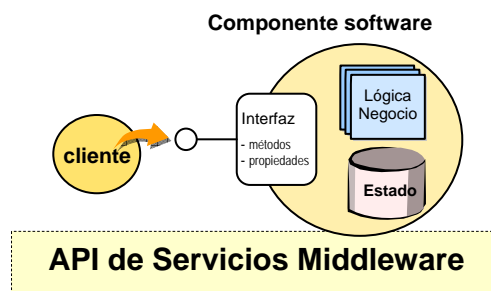 Componente software
Lógica
Negocio
Interfaz
- métodos
- propiedades
cliente
Estado
API de Servicios Middleware